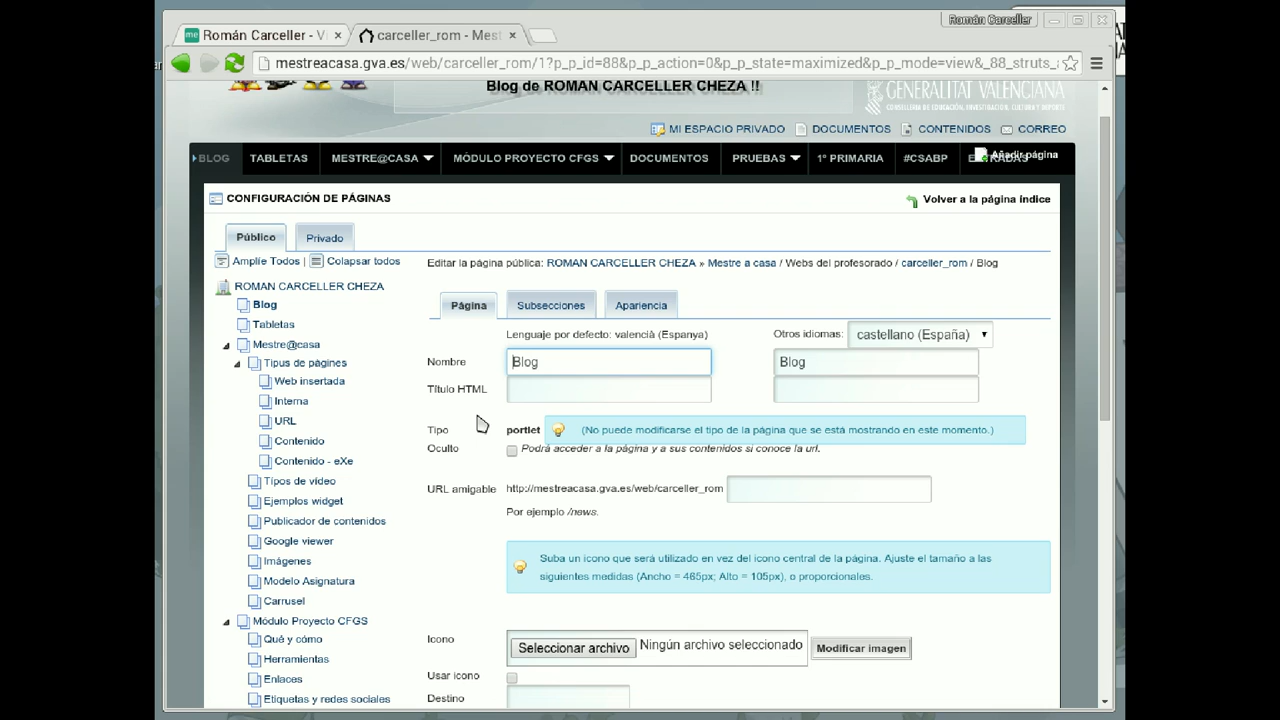 Román Carceller
Román Carceller - V
carceller_rom - Mest
mestreacasa.gva.es/web/carceller_rom/1?p_p_id=88&p_p_action=0&p_p_state=maximized&p_p_mode=view&_88_struts_
Blog de ROMAN CARCELLER CHEZA !!
GENERALITAT VALENCIANA
CONSELLERIA DE EDUCACIÓN, INVESTIGACIÓN, CULTURA Y DEPORTE
MI ESPACIO PRIVADO DOCUMENTOS CONTENIDOS CORREO
BLOG TABLETAS MESTRE@CASA MÓDULO PROYECTO CFGS DOCUMENTOS PRUEBAS 1º PRIMARIA #CSABP Añadir página
CONFIGURACIÓN DE PÁGINAS
Volver a la página índice
Público Privado
Amplíe Todos | Colapsar todos
Editar la página pública: ROMAN CARCELLER CHEZA » Mestre a casa / Webs del profesorado / carceller_rom / Blog
ROMAN CARCELLER CHEZA
Blog
Tabletas
Mestre@casa
Tipus de pàgines
Web insertada
Interna
URL
Contenido
Contenido - eXe
Tipos de vídeo
Ejemplos widget
Publicador de contenidos
Google viewer
Imágenes
Modelo Asignatura
Carrusel
Módulo Proyecto CFGS
Qué y cómo
Herramientas
Enlaces
Etiquetas y redes sociales
Página Subsecciones Apariencia
Lenguaje por defecto: valencià (Espanya) Otros idiomas: castellano (España)
Nombre Blog Blog
Título HTML
Tipo portlet (No puede modificarse el tipo de la página que se está mostrando en este momento.)
Oculto Podrá acceder a la página y a sus contenidos si conoce la url.
URL amigable http://mestreacasa.gva.es/web/carceller_rom
Por ejemplo /news.
Suba un icono que será utilizado en vez del icono central de la página. Ajuste el tamaño a las
siguientes medidas (Ancho = 465px; Alto = 105px), o proporcionales.
Icono Seleccionar archivo Ningún archivo seleccionado Modificar imagen
Usar icono
Destino